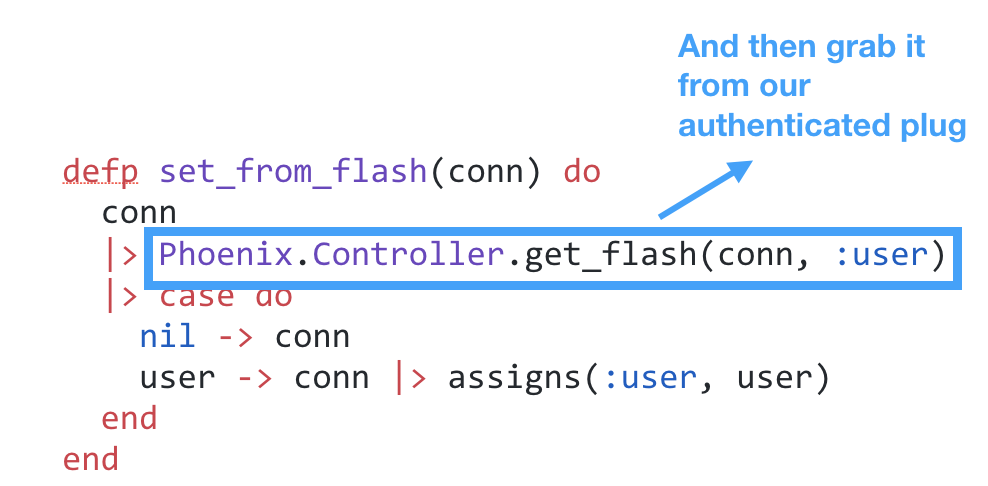 And then grab it
from our
authenticated plug
defp set_from_flash(conn) do
  conn
  |> Phoenix.Controller.get_flash(conn, :user)
  |> case do
    nil -> conn
    user -> conn |> assigns(:user, user)
  end
end